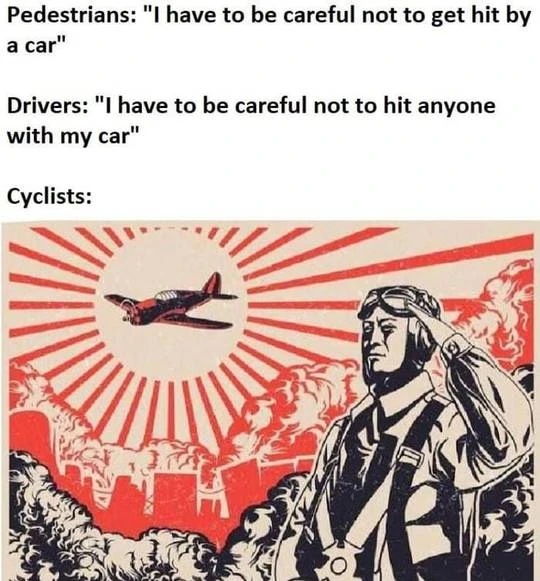 Pedestrians: "I have to be careful not to get hit by
a car"
Drivers: "I have to be careful not to hit anyone
with my car"
Cyclists: